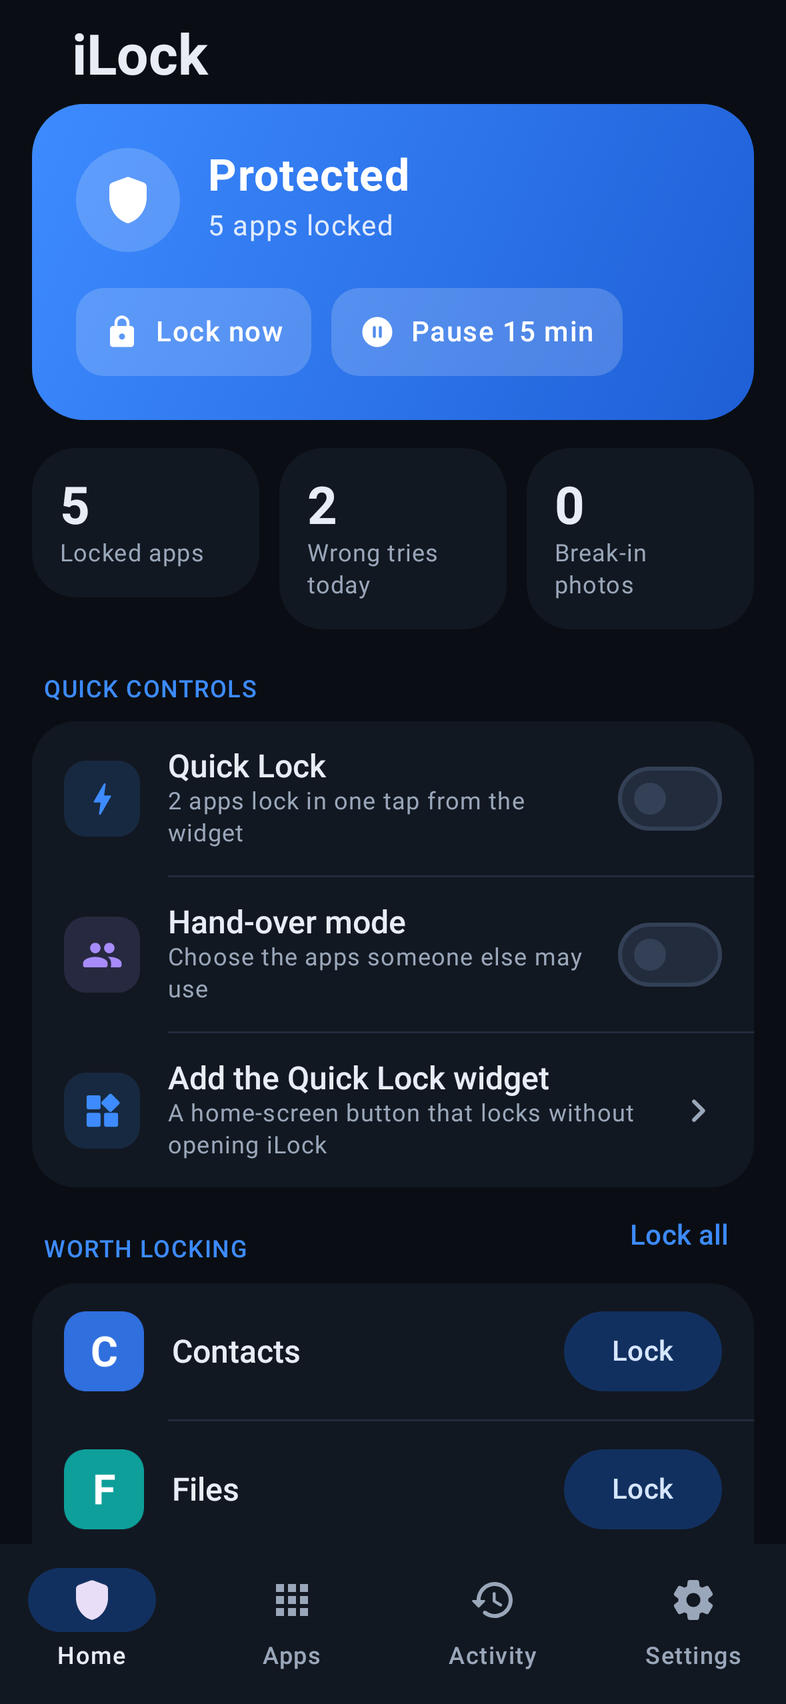 iLock
Protected
5 apps locked
Lock now
Pause 15 min
5
Locked apps
2
Wrong tries
today
0
Break-in
photos
QUICK CONTROLS
Quick Lock
2 apps lock in one tap from the
widget
Hand-over mode
Choose the apps someone else may
use
Add the Quick Lock widget
A home-screen button that locks without
opening iLock
WORTH LOCKING
Lock all
C
Contacts
Lock
F
Files
Lock
Home
Apps
Activity
Settings